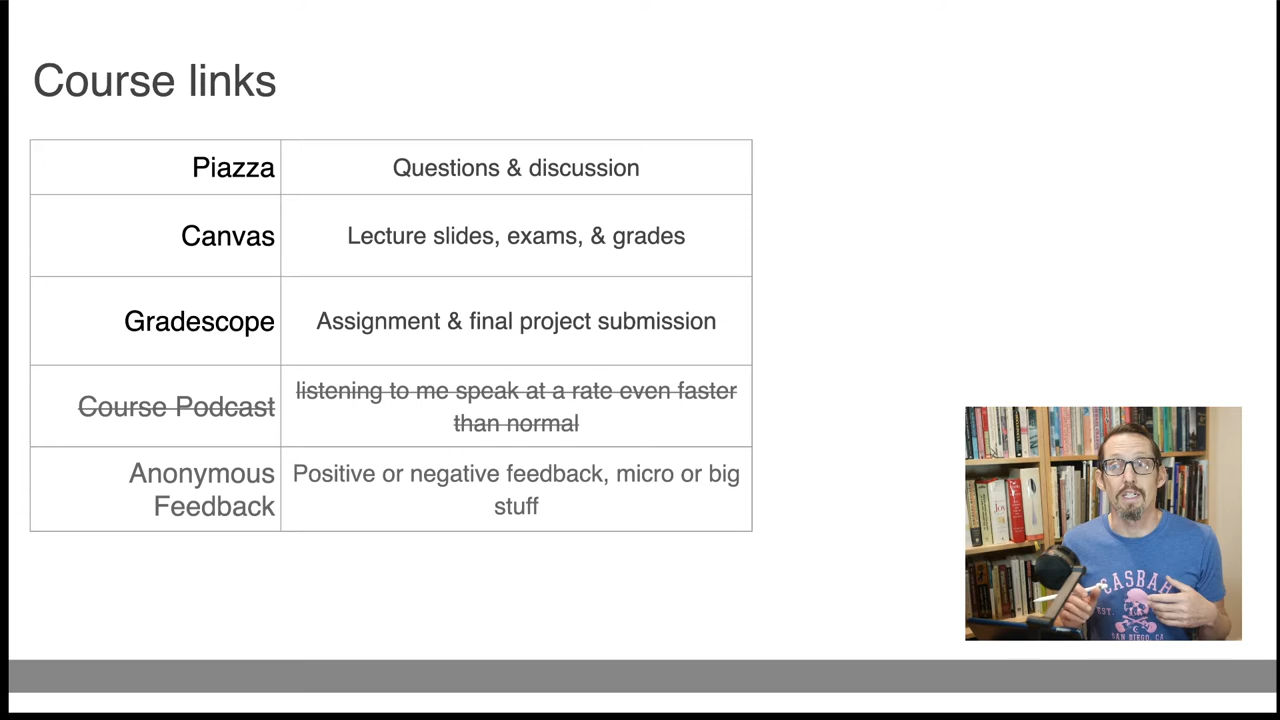 Course links
Piazza
Questions & discussion
Canvas
Lecture slides, exams, & grades
Gradescope
Assignment & final project submission
Course Podcast
listening to me speak at a rate even faster
than normal
Anonymous
Feedback
Positive or negative feedback, micro or big
stuff
CASBAH
EST.
SAN DIEGO, CA